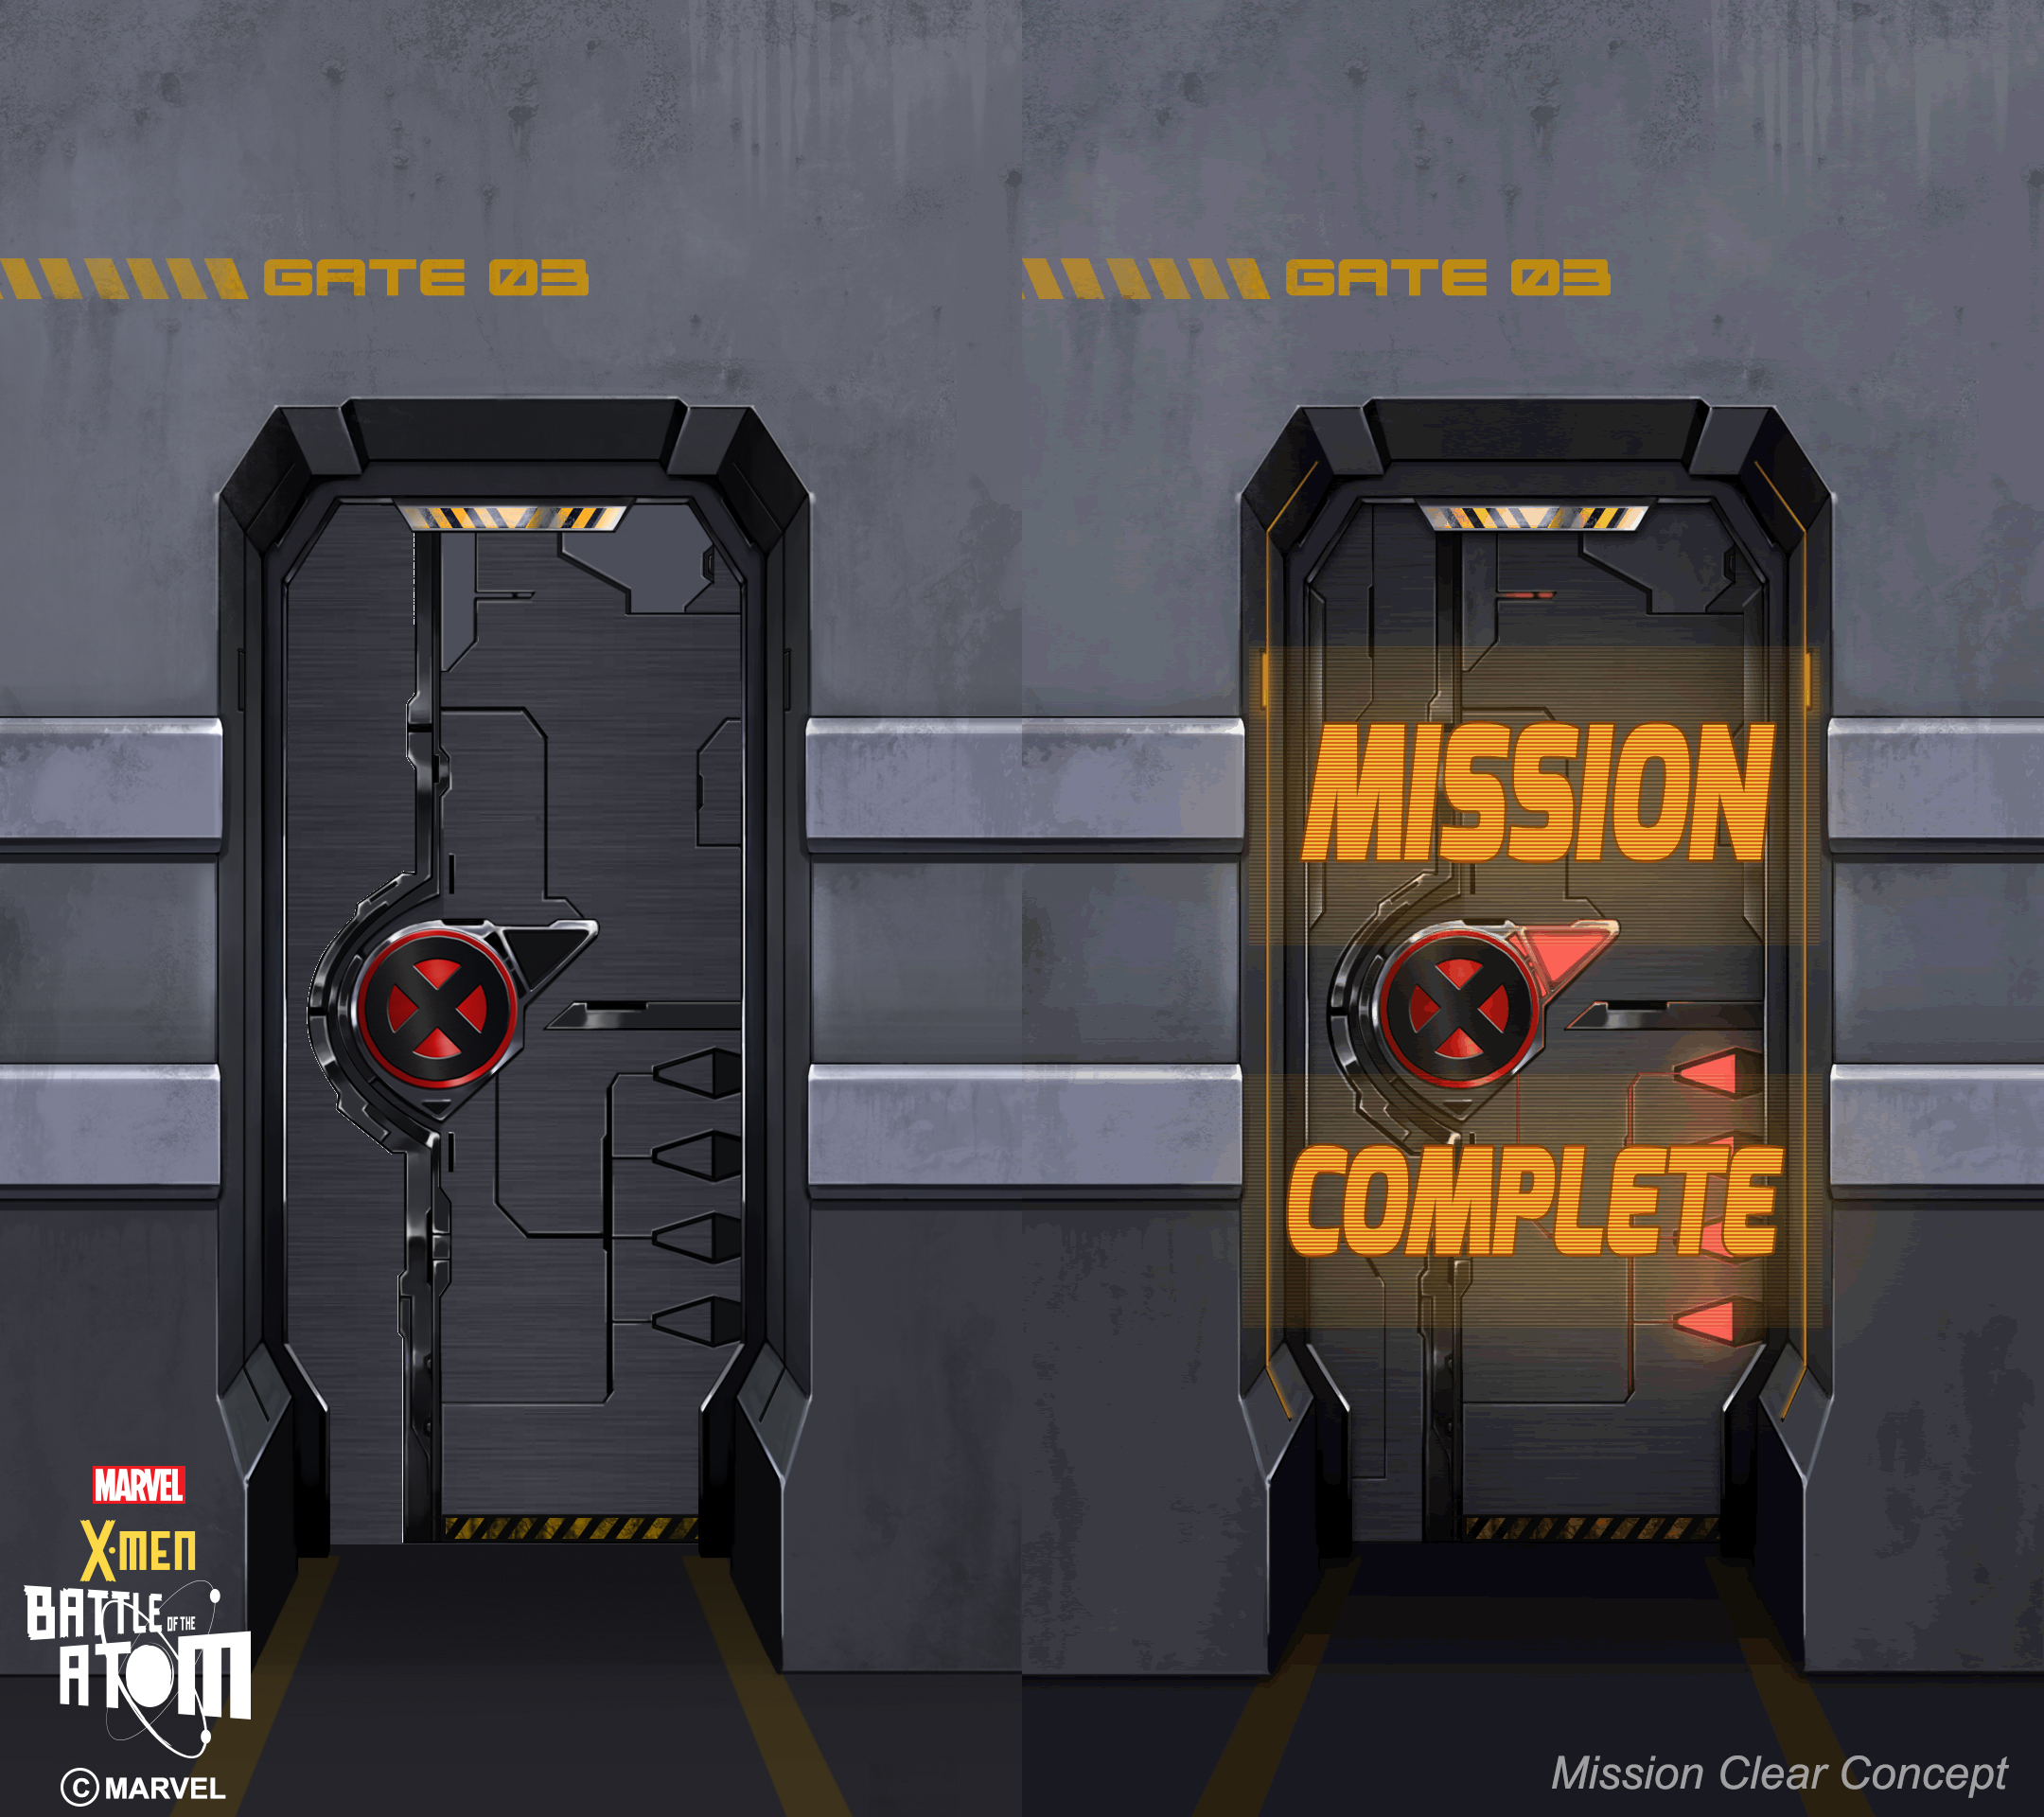 GATE 03
GATE 03
MISSION
COMPLETE
MARVEL
X-MEN
BATTLE OF THE
ATOM
© MARVEL
Mission Clear Concept